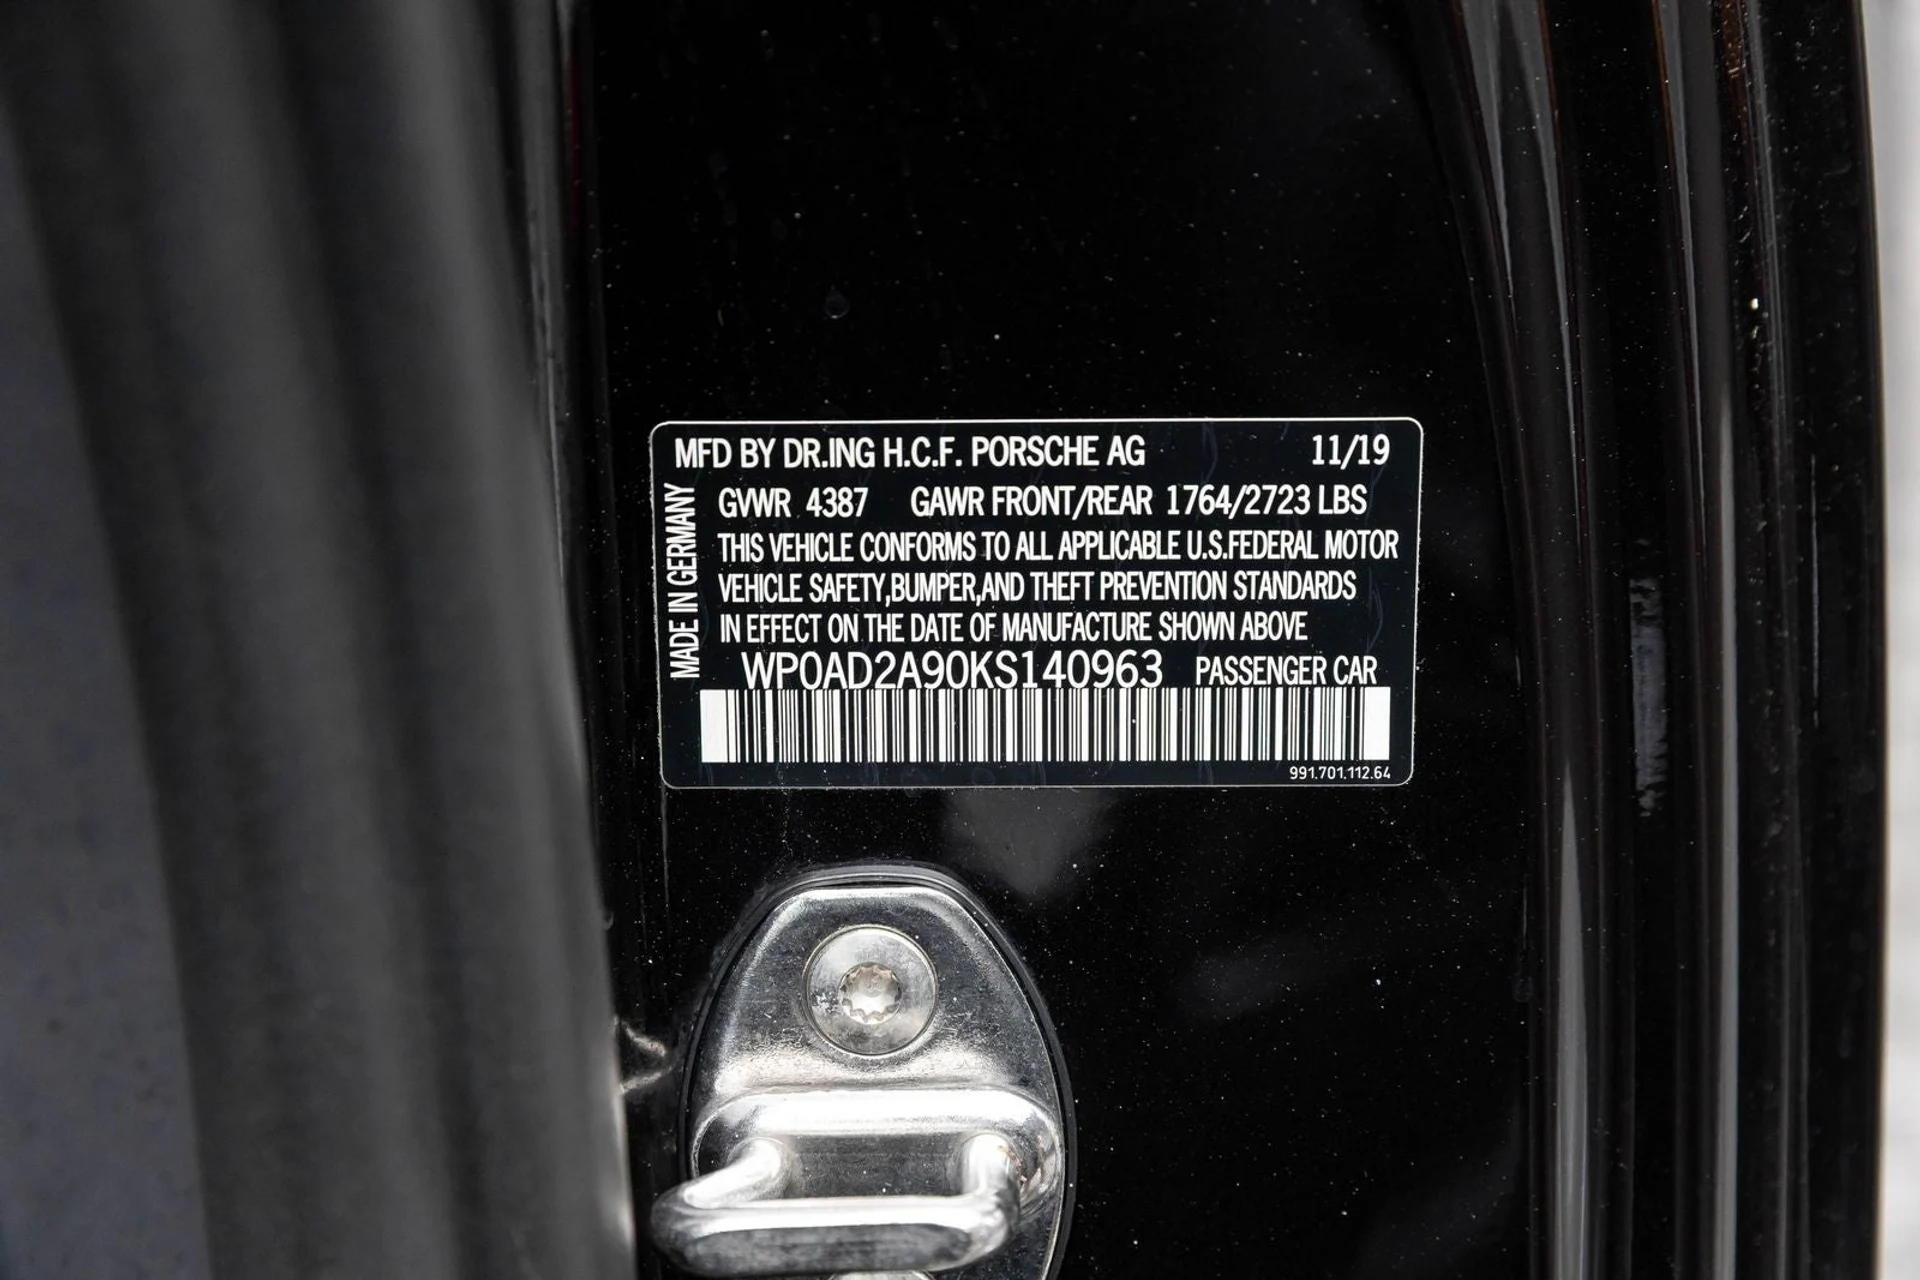 MFD BY DR.ING H.C.F. PORSCHE AG 11/19
GVWR 4387 GAWR FRONT/REAR 1764/2723 LBS
THIS VEHICLE CONFORMS TO ALL APPLICABLE U.S.FEDERAL MOTOR
VEHICLE SAFETY,BUMPER,AND THEFT PREVENTION STANDARDS
IN EFFECT ON THE DATE OF MANUFACTURE SHOWN ABOVE
WP0AD2A90KS140963 PASSENGER CAR
991.701.112.64
MADE IN GERMANY